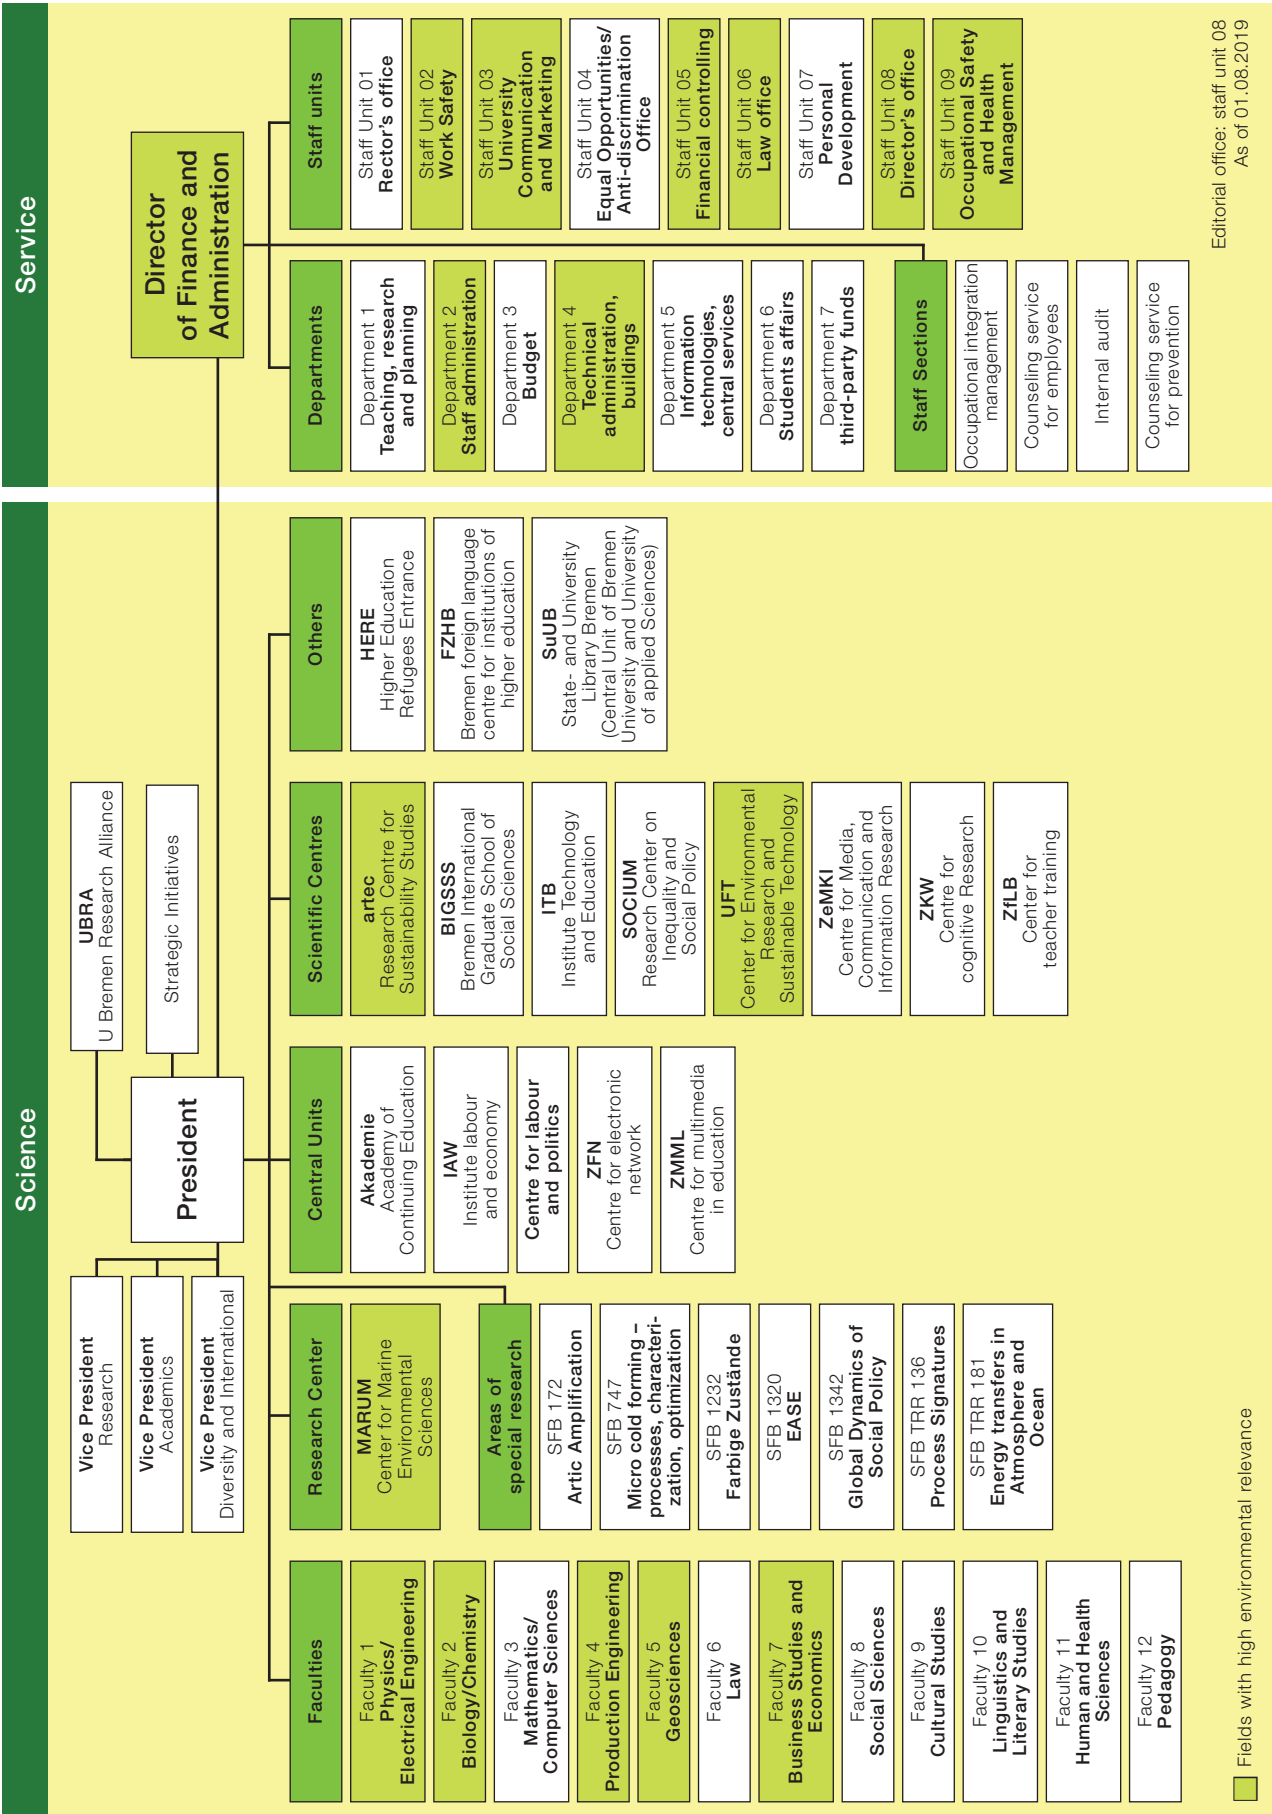 Science
Vice President
Research
Vice President
Academics
Vice President
Diversity and International
President
UBRA
U Bremen Research Alliance
Strategic Initiatives
Faculties
Faculty 1
Physics/
Electrical Engineering
Faculty 2
Biology/Chemistry
Faculty 3
Mathematics/
Computer Sciences
Faculty 4
Production Engineering
Faculty 5
Geosciences
Faculty 6
Law
Faculty 7
Business Studies and
Economics
Faculty 8
Social Sciences
Faculty 9
Cultural Studies
Faculty 10
Linguistics and
Literary Studies
Faculty 11
Human and Health
Sciences
Faculty 12
Pedagogy
Research Center
MARUM
Center for Marine
Environmental
Sciences
Areas of
special research
SFB 172
Artic Amplification
SFB 747
Micro cold forming –
processes, characteri-
zation, optimization
SFB 1232
Farbige Zustände
SFB 1320
EASE
SFB 1342
Global Dynamics of
Social Policy
SFB TRR 136
Process Signatures
SFB TRR 181
Energy transfers in
Atmosphere and
Ocean
Central Units
Akademie
Academy of
Continuing Education
IAW
Institute labour
and economy
Centre for labour
and politics
ZFN
Centre for electronic
network
ZMML
Centre for multimedia
in education
Scientific Centres
artec
Research Centre for
Sustainability Studies
BIGSSS
Bremen International
Graduate School of
Social Sciences
ITB
Institute Technology
and Education
SOCIUM
Research Center on
Inequality and
Social Policy
UFT
Center for Environmental
Research and
Sustainable Technology
ZeMKI
Centre for Media,
Communication and
Information Research
ZKW
Centre for
cognitive Research
ZfLB
Center for
teacher training
Others
HERE
Higher Education
Refugees Entrance
FZHB
Bremen foreign language
centre for institutions of
higher education
SuUB
State- and University
Library Bremen
(Central Unit of Bremen
University and University
of applied Sciences)
Fields with high environmental relevance
Service
Director
of Finance and
Administration
Departments
Department 1
Teaching, research
and planning
Department 2
Staff administration
Department 3
Budget
Department 4
Technical
administration,
buildings
Department 5
Information
technologies,
central services
Department 6
Students affairs
Department 7
third-party funds
Staff Sections
Occupational integration
management
Counseling service
for employees
Internal audit
Counseling service
for prevention
Staff units
Staff Unit 01
Rector's office
Staff Unit 02
Work Safety
Staff Unit 03
University
Communication
and Marketing
Staff Unit 04
Equal Opportunities/
Anti-discrimination
Office
Staff Unit 05
Financial controlling
Staff Unit 06
Law office
Staff Unit 07
Personal
Development
Staff Unit 08
Director's office
Staff Unit 09
Occupational Safety
and Health
Management
Editorial office: staff unit 08
As of 01.08.2019